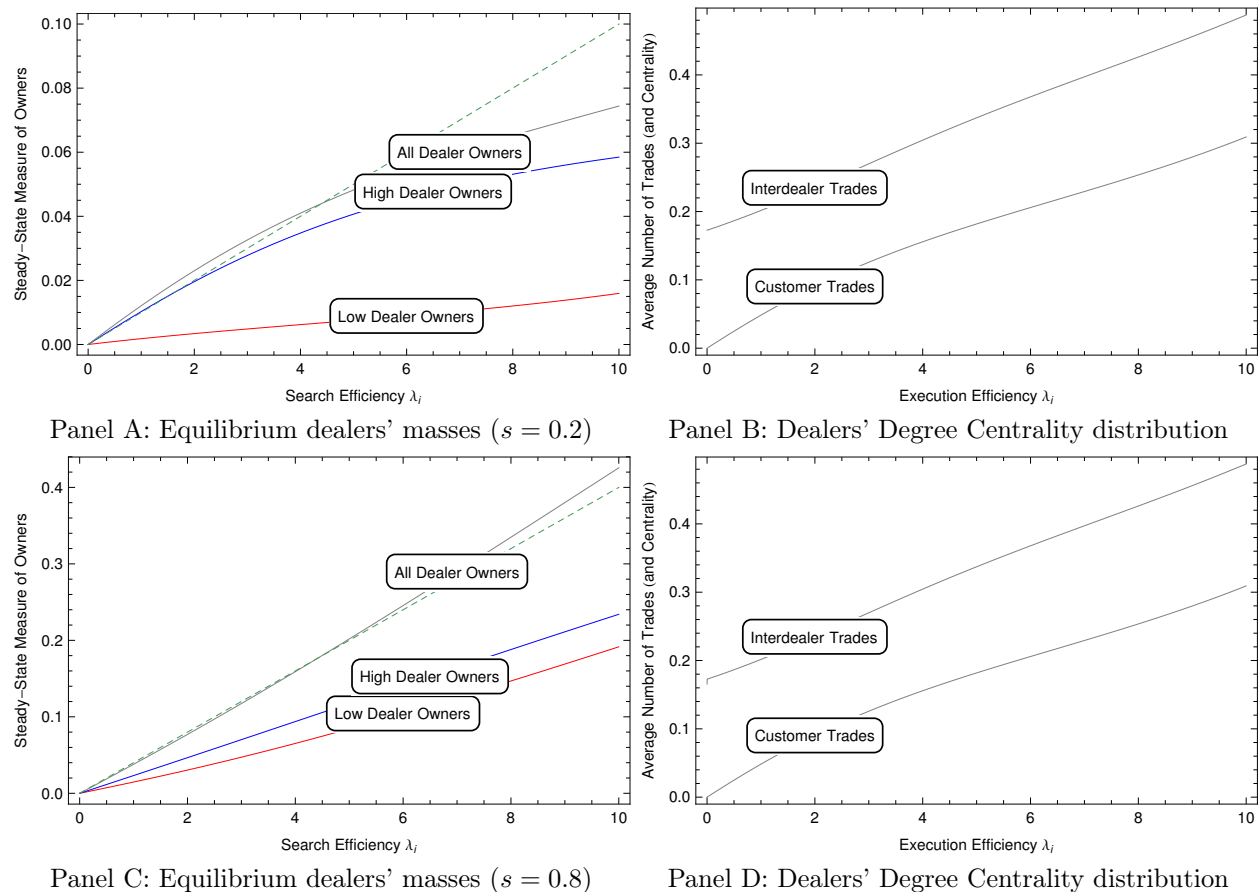 Steady-State Measure of Owners
0.10
0.08
0.06
0.04
0.02
0.00
All Dealer Owners
High Dealer Owners
Low Dealer Owners
0 2 4 6 8 10
Search Efficiency λi
Panel A: Equilibrium dealers' masses (s = 0.2)
Average Number of Trades (and Centrality)
0.4
0.3
0.2
0.1
0.0
Interdealer Trades
Customer Trades
0 2 4 6 8 10
Execution Efficiency λi
Panel B: Dealers' Degree Centrality distribution
Steady-State Measure of Owners
0.4
0.3
0.2
0.1
0.0
All Dealer Owners
High Dealer Owners
Low Dealer Owners
0 2 4 6 8 10
Search Efficiency λi
Panel C: Equilibrium dealers' masses (s = 0.8)
Average Number of Trades (and Centrality)
0.4
0.3
0.2
0.1
0.0
Interdealer Trades
Customer Trades
0 2 4 6 8 10
Execution Efficiency λi
Panel D: Dealers' Degree Centrality distribution